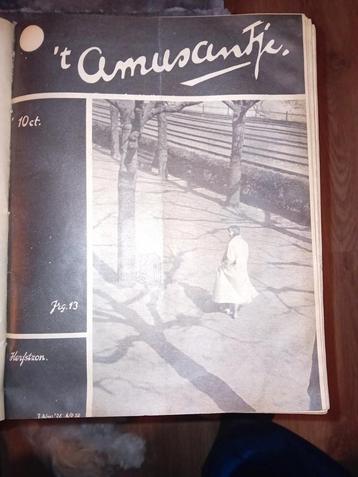 't Amusantje.
10 ct.
Jrg. 13
Herfstzon.